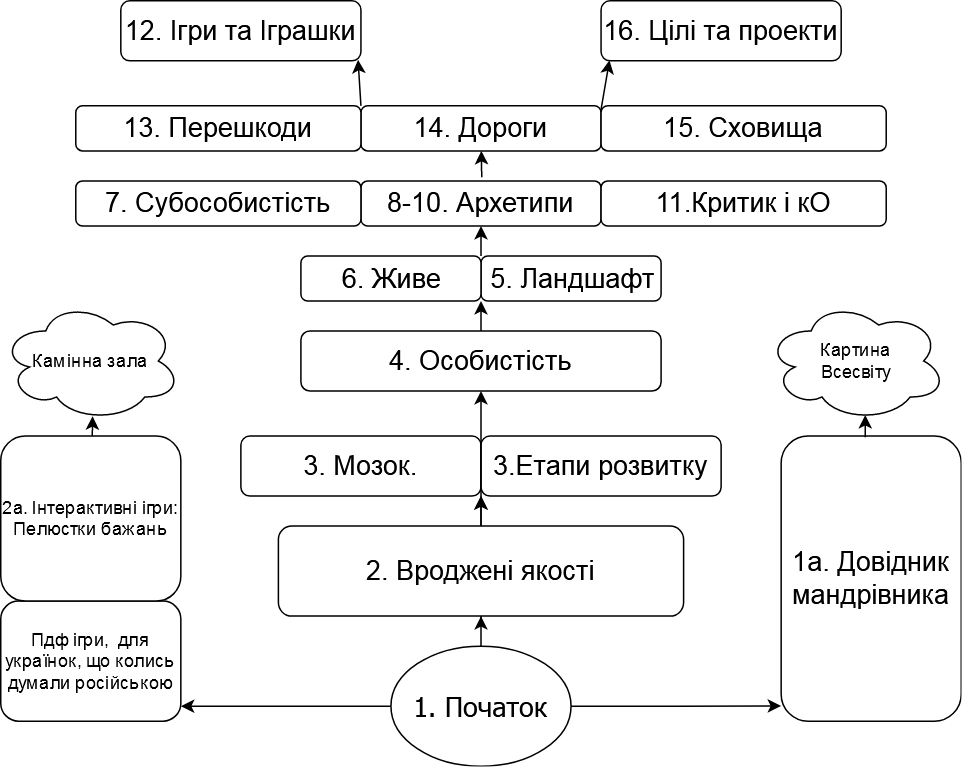 12. Ігри та Іграшки
16. Цілі та проекти
13. Перешкоди
14. Дороги
15. Сховища
7. Субособистість
8-10. Архетипи
11.Критик і кО
6. Живе
5. Ландшафт
Камінна зала
4. Особистість
Картина
Всесвіту
3. Мозок.
3.Етапи розвитку
2а. Інтерактивні ігри:
Пелюстки бажань
2. Вроджені якості
1а. Довідник
мандрівника
Пдф ігри, для
українок, що колись
думали російською
1. Початок